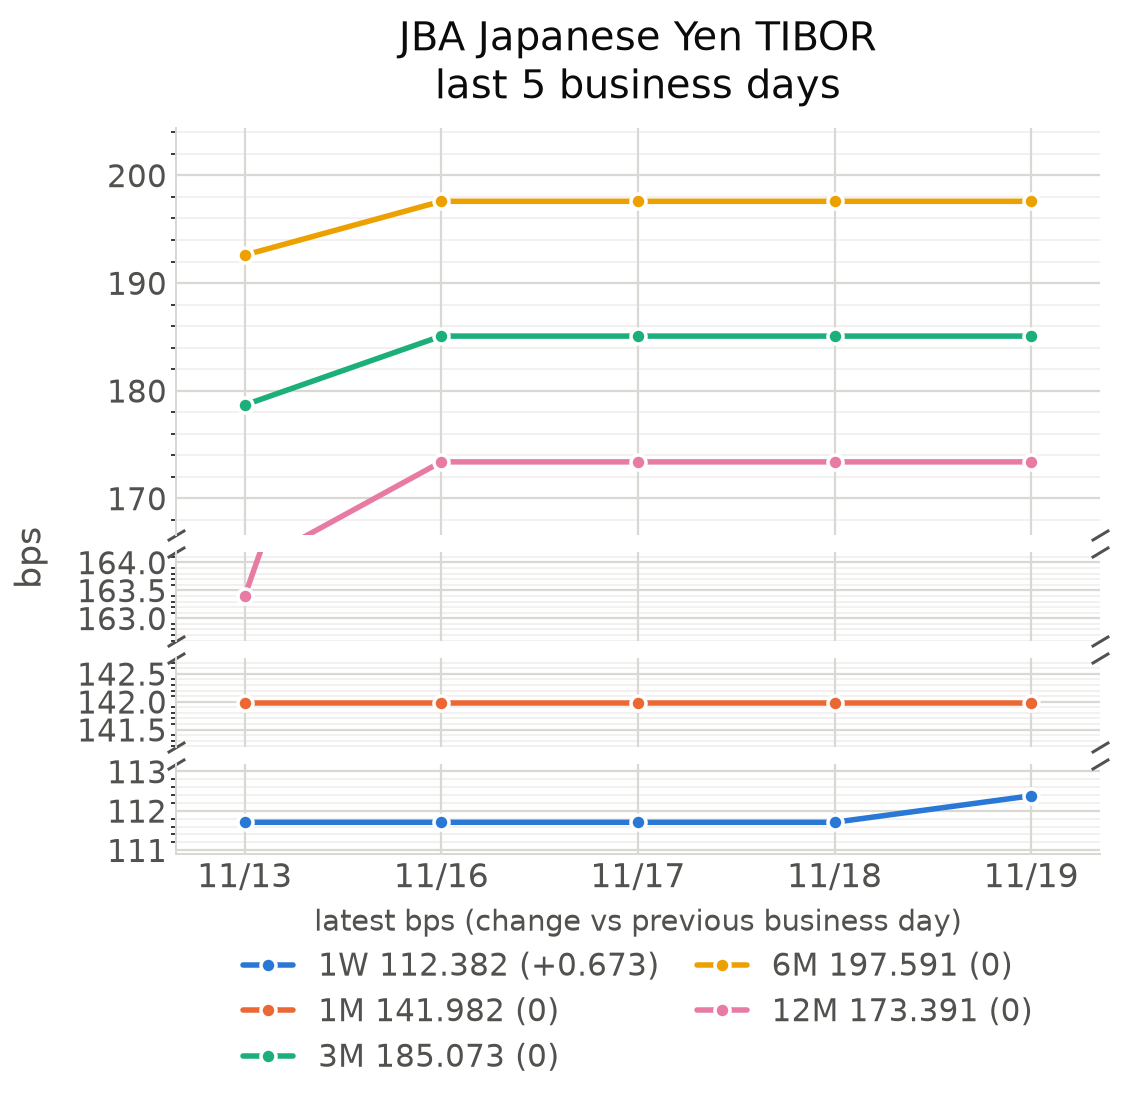 JBA Japanese Yen TIBOR
last 5 business days
200
190
180
170
bps
164.0
163.5
163.0
142.5
142.0
141.5
113
112
111
11/13 11/16 11/17 11/18 11/19
latest bps (change vs previous business day)
1W 112.382 (+0.673)
1M 141.982 (0)
3M 185.073 (0)
6M 197.591 (0)
12M 173.391 (0)